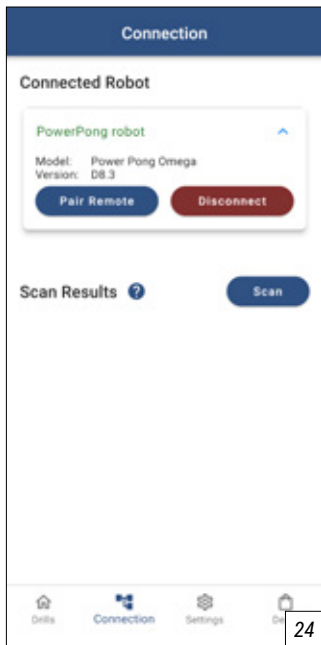 Connection
Connected Robot
PowerPong robot
Model: Power Pong Omega
Version: D8.3
Pair Remote Disconnect
Scan Results ? Scan
Drills Connection Settings
24